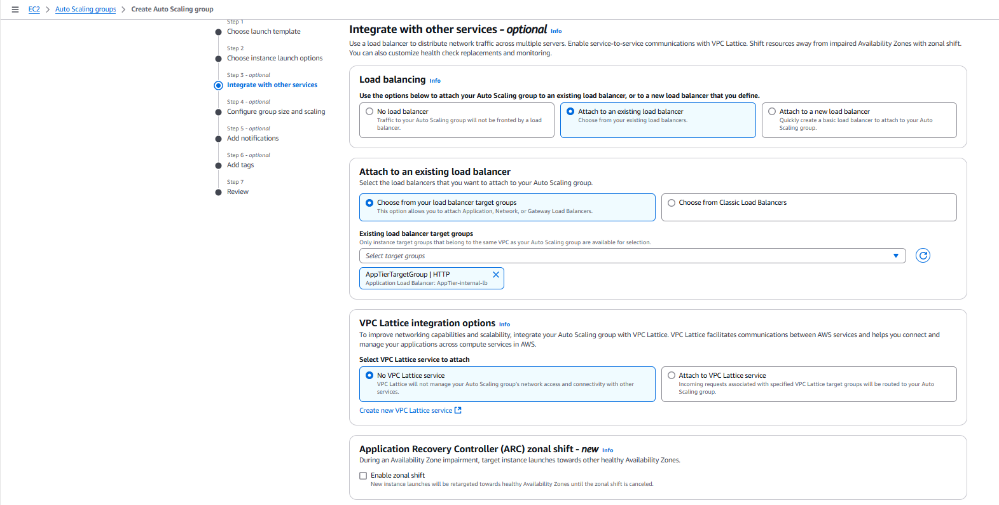 EC2 > Auto Scaling groups > Create Auto Scaling group
Step 1
Choose launch template
Step 2
Choose instance launch options
Step 3 - optional
Integrate with other services
Step 4 - optional
Configure group size and scaling
Step 5 - optional
Add notifications
Step 6 - optional
Add tags
Step 7
Review
Integrate with other services - optional Info
Use a load balancer to distribute network traffic across multiple servers. Enable service-to-service communications with VPC Lattice. Shift resources away from impaired Availability Zones with zonal shift.
You can also customize health check replacements and monitoring.
Load balancing Info
Use the options below to attach your Auto Scaling group to an existing load balancer, or to a new load balancer that you define.
No load balancer
Traffic to your Auto Scaling group will not be fronted by a load
balancer.
Attach to an existing load balancer
Choose from your existing load balancers.
Attach to a new load balancer
Quickly create a basic load balancer to attach to your Auto
Scaling group.
Attach to an existing load balancer
Select the load balancers that you want to attach to your Auto Scaling group.
Choose from your load balancer target groups
This option allows you to attach Application, Network, or Gateway Load Balancers.
Choose from Classic Load Balancers
Existing load balancer target groups
Only instance target groups that belong to the same VPC as your Auto Scaling group are available for selection.
Select target groups
AppTierTargetGroup | HTTP
Application Load Balancer: AppTier-internal-lb
VPC Lattice integration options Info
To improve networking capabilities and scalability, integrate your Auto Scaling group with VPC Lattice. VPC Lattice facilitates communications between AWS services and helps you connect and
manage your applications across compute services in AWS.
Select VPC Lattice service to attach
No VPC Lattice service
VPC Lattice will not manage your Auto Scaling group's network access and connectivity with other
services.
Attach to VPC Lattice service
Incoming requests associated with specified VPC Lattice target groups will be routed to your Auto
Scaling group.
Create new VPC Lattice service
Application Recovery Controller (ARC) zonal shift - new Info
During an Availability Zone impairment, target instance launches towards other healthy Availability Zones.
Enable zonal shift
New instance launches will be retargeted towards healthy Availability Zones until the zonal shift is canceled.